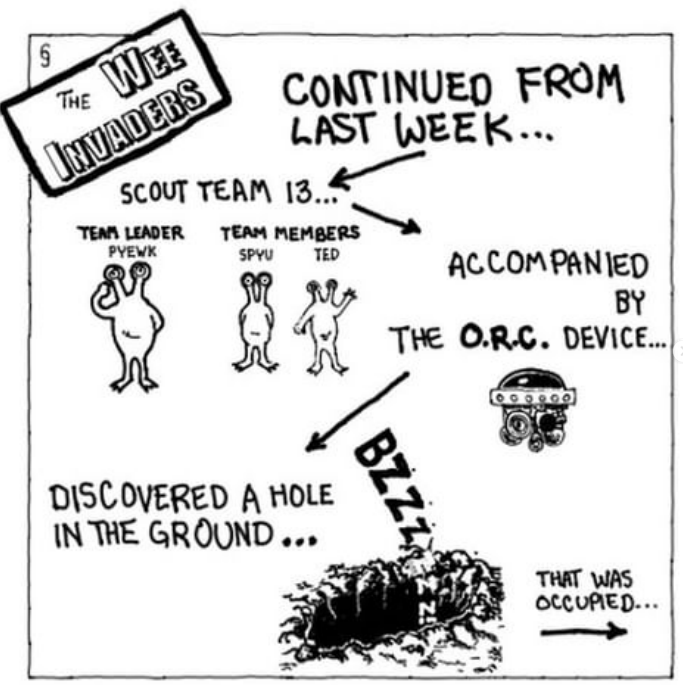 §
THE WEE
INVADERS
CONTINUED FROM
LAST WEEK...
SCOUT TEAM 13...
TEAM LEADER
PYEWK
TEAM MEMBERS
SPYU TED
ACCOMPANIED
BY
THE O.R.C. DEVICE...
DISCOVERED A HOLE
IN THE GROUND...
BZZZ
NNN
THAT WAS
OCCUPIED...